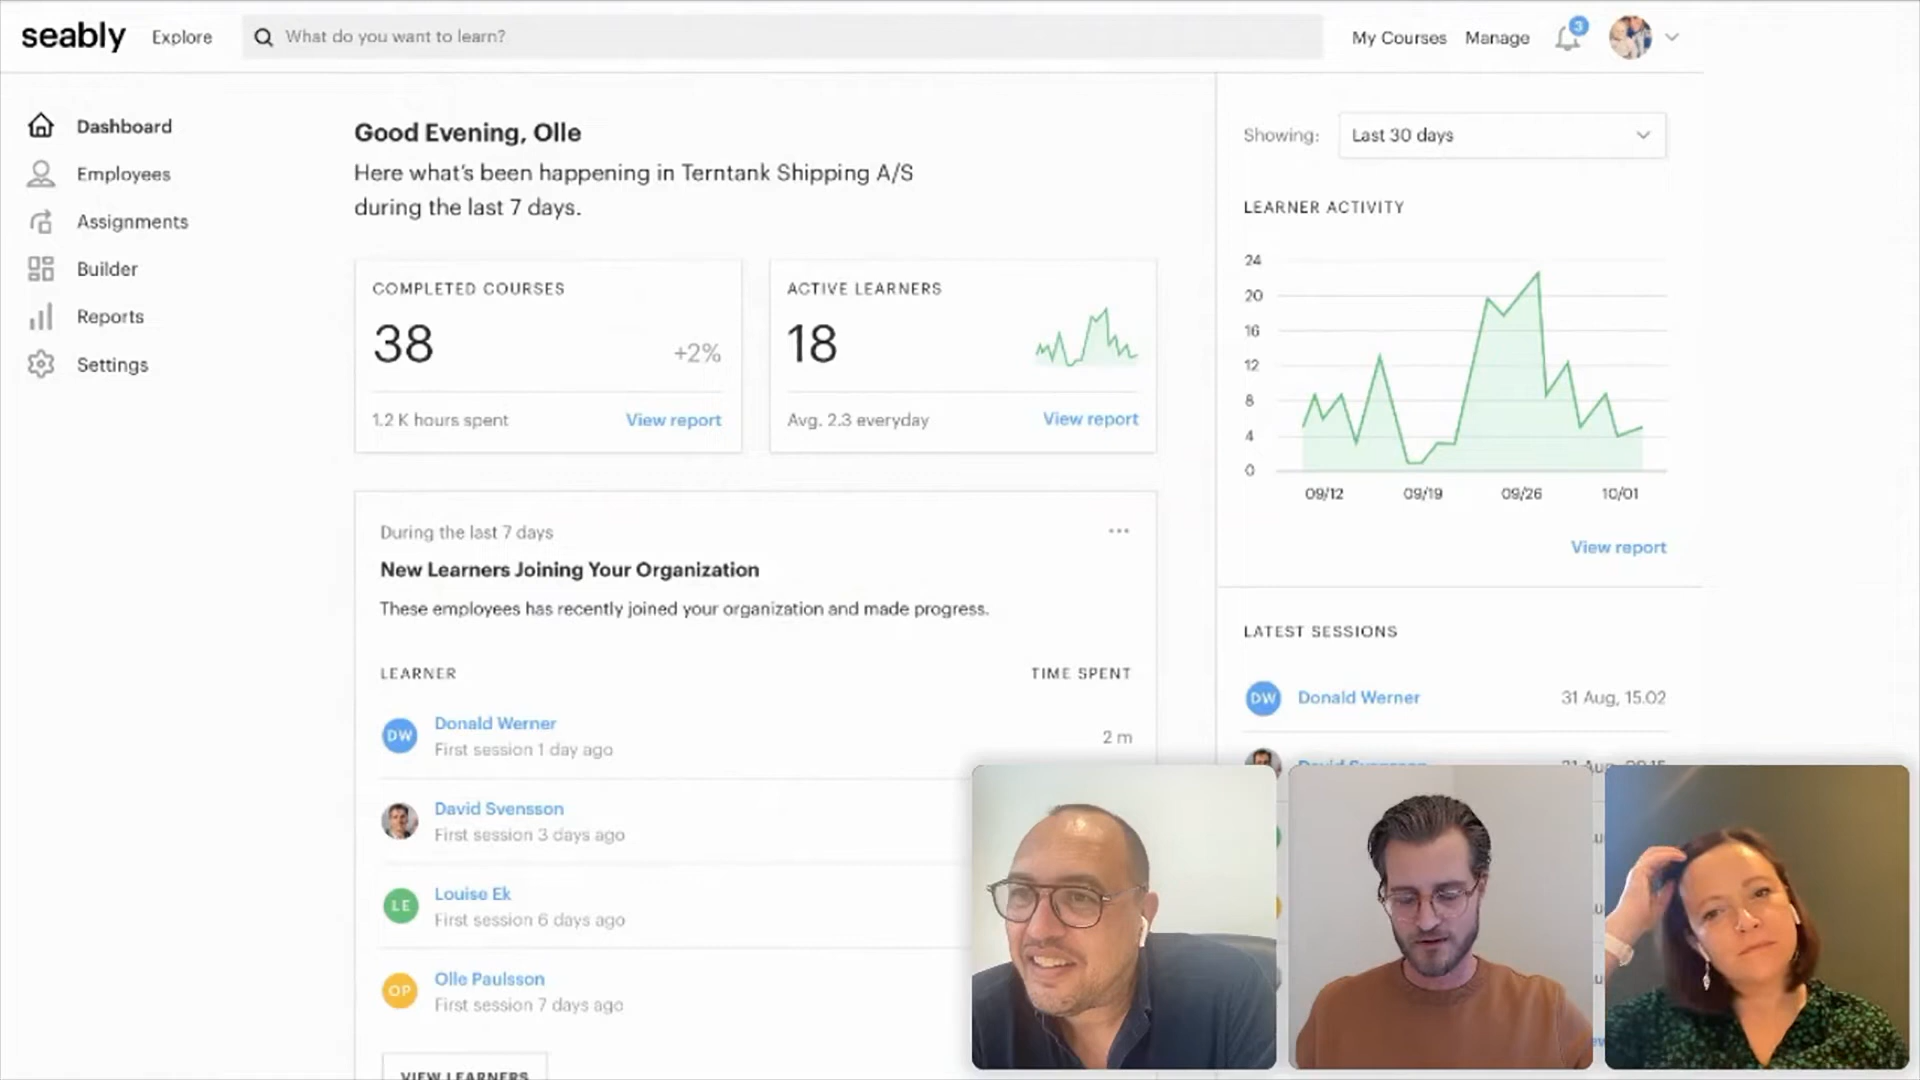 seably
Explore
What do you want to learn?
My Courses
Manage
3
Dashboard
Employees
Assignments
Builder
Reports
Settings
Good Evening, Olle
Here what's been happening in Terntank Shipping A/S
during the last 7 days.
COMPLETED COURSES
38
+2%
1.2 K hours spent
View report
ACTIVE LEARNERS
18
Avg. 2.3 everyday
View report
During the last 7 days
...
New Learners Joining Your Organization
These employees has recently joined your organization and made progress.
LEARNER
TIME SPENT
DW
Donald Werner
First session 1 day ago
2 m
David Svensson
First session 3 days ago
LE
Louise Ek
First session 6 days ago
OP
Olle Paulsson
First session 7 days ago
VIEW LEARNERS
Showing:
Last 30 days
LEARNER ACTIVITY
24
20
16
12
8
4
0
09/12
09/19
09/26
10/01
View report
LATEST SESSIONS
DW
Donald Werner
31 Aug, 15.02
David Svensson